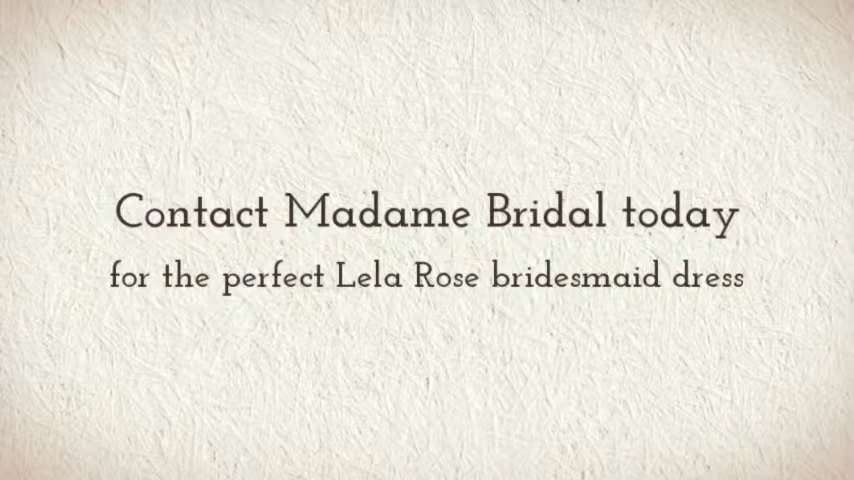 Contact Madame Bridal today
for the perfect Lela Rose bridesmaid dress